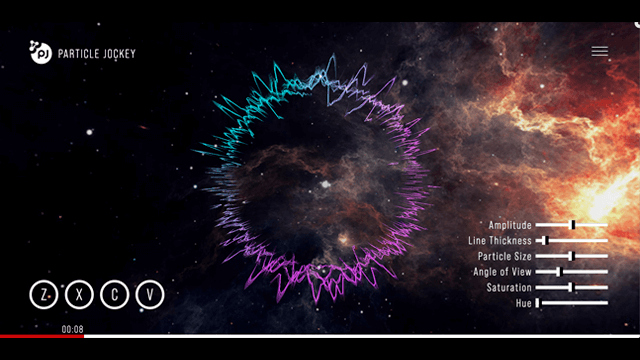 PJ PARTICLE JOCKEY
Amplitude
Line Thickness
Particle Size
Angle of View
Saturation
Hue
Z X C V
00:08